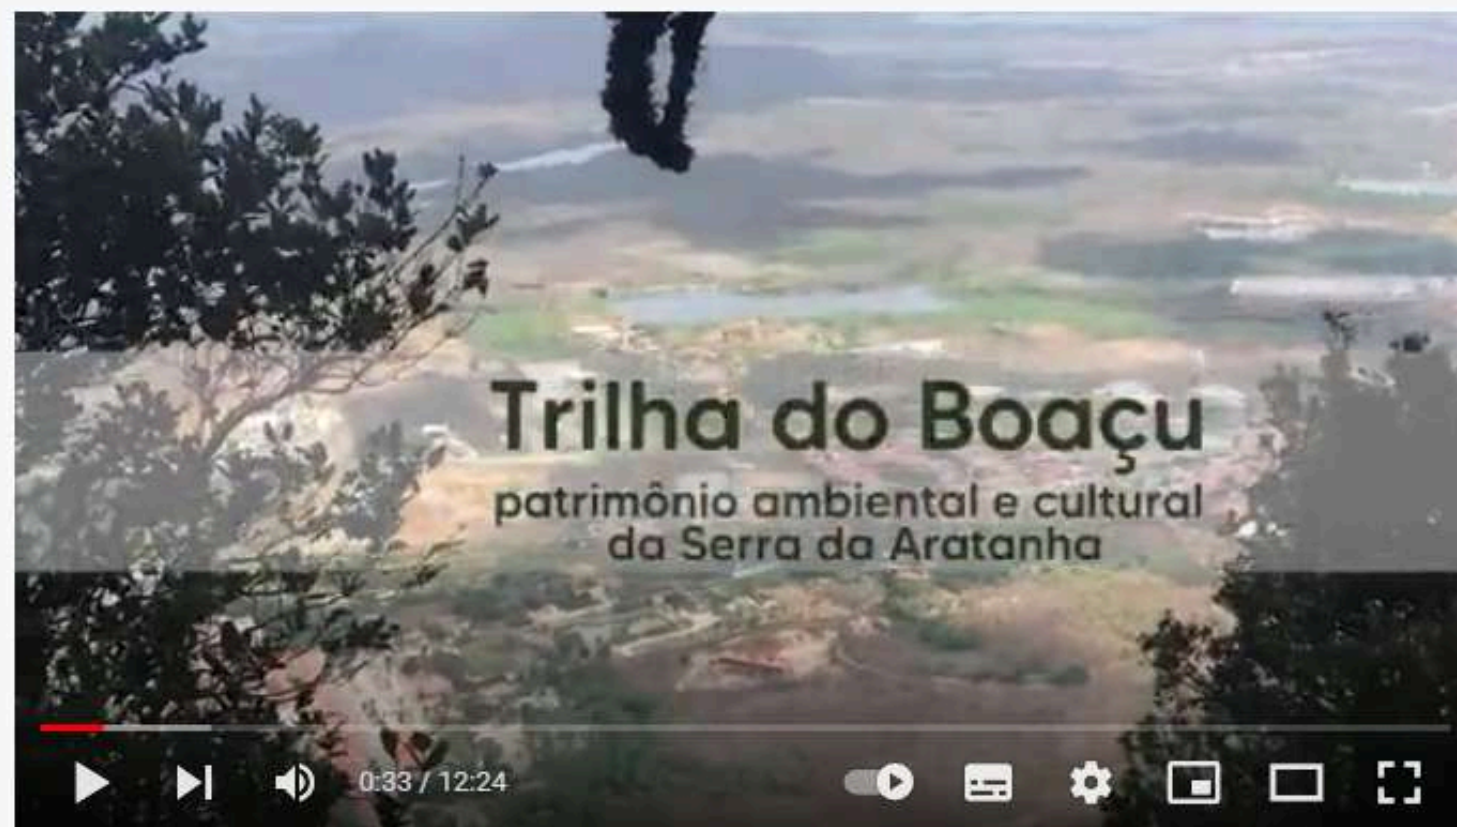 Trilha do Boaçu
patrimônio ambiental e cultural
da Serra da Aratanha
0:33 / 12:24